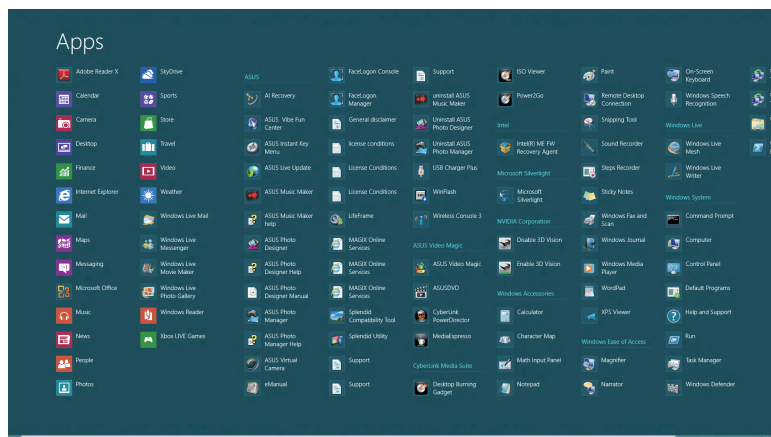 Apps
Adobe Reader X
Calendar
Camera
Desktop
Finance
Internet Explorer
Mail
Maps
Messaging
Microsoft Office
Music
News
People
Photos
SkyDrive
Sports
Store
Travel
Video
Weather
Windows Live Mail
Windows Live
Messenger
Windows Live
Movie Maker
Windows Live
Photo Gallery
Windows Reader
Xbox LIVE Games
ASUS
AI Recovery
ASUS Vibe Fun
Center
ASUS Instant Key
Menu
ASUS Live Update
ASUS Music Maker
ASUS Music Maker
help
ASUS Photo
Designer
ASUS Photo
Designer Help
ASUS Photo
Designer Manual
ASUS Photo
Manager
ASUS Photo
Manager Help
ASUS Virtual
Camera
eManual
FaceLogon Console
FaceLogon
Manager
General disclaimer
license conditions
License Conditions
License Conditions
LifeFrame
MAGIX Online
Services
MAGIX Online
Services
MAGIX Online
Services
Splendid
Compatibility Tool
Splendid Utility
Support
Support
Support
uninstall ASUS
Music Maker
Uninstall ASUS
Photo Designer
Uninstall ASUS
Photo Manager
USB Charger Plus
WinFlash
Wireless Console 3
ASUS Video Magic
ASUS Video Magic
ASUSDVD
CyberLink
PowerDirector
MediaEspresso
CyberLink Media Suite
Desktop Burning
Gadget
ISO Viewer
Power2Go
Intel
Intel(R) ME FW
Recovery Agent
Microsoft Silverlight
Microsoft
Silverlight
NVIDIA Corporation
Disable 3D Vision
Enable 3D Vision
Windows Accessories
Calculator
Character Map
Math Input Panel
Notepad
Paint
Remote Desktop
Connection
Snipping Tool
Sound Recorder
Steps Recorder
Sticky Notes
Windows Fax and
Scan
Windows Journal
Windows Media
Player
WordPad
XPS Viewer
Windows Ease of Access
Magnifier
Narrator
On-Screen
Keyboard
Windows Speech
Recognition
Windows Live
Windows Live
Mesh
Windows Live
Writer
Windows System
Command Prompt
Computer
Control Panel
Default Programs
Help and Support
Run
Task Manager
Windows Defender